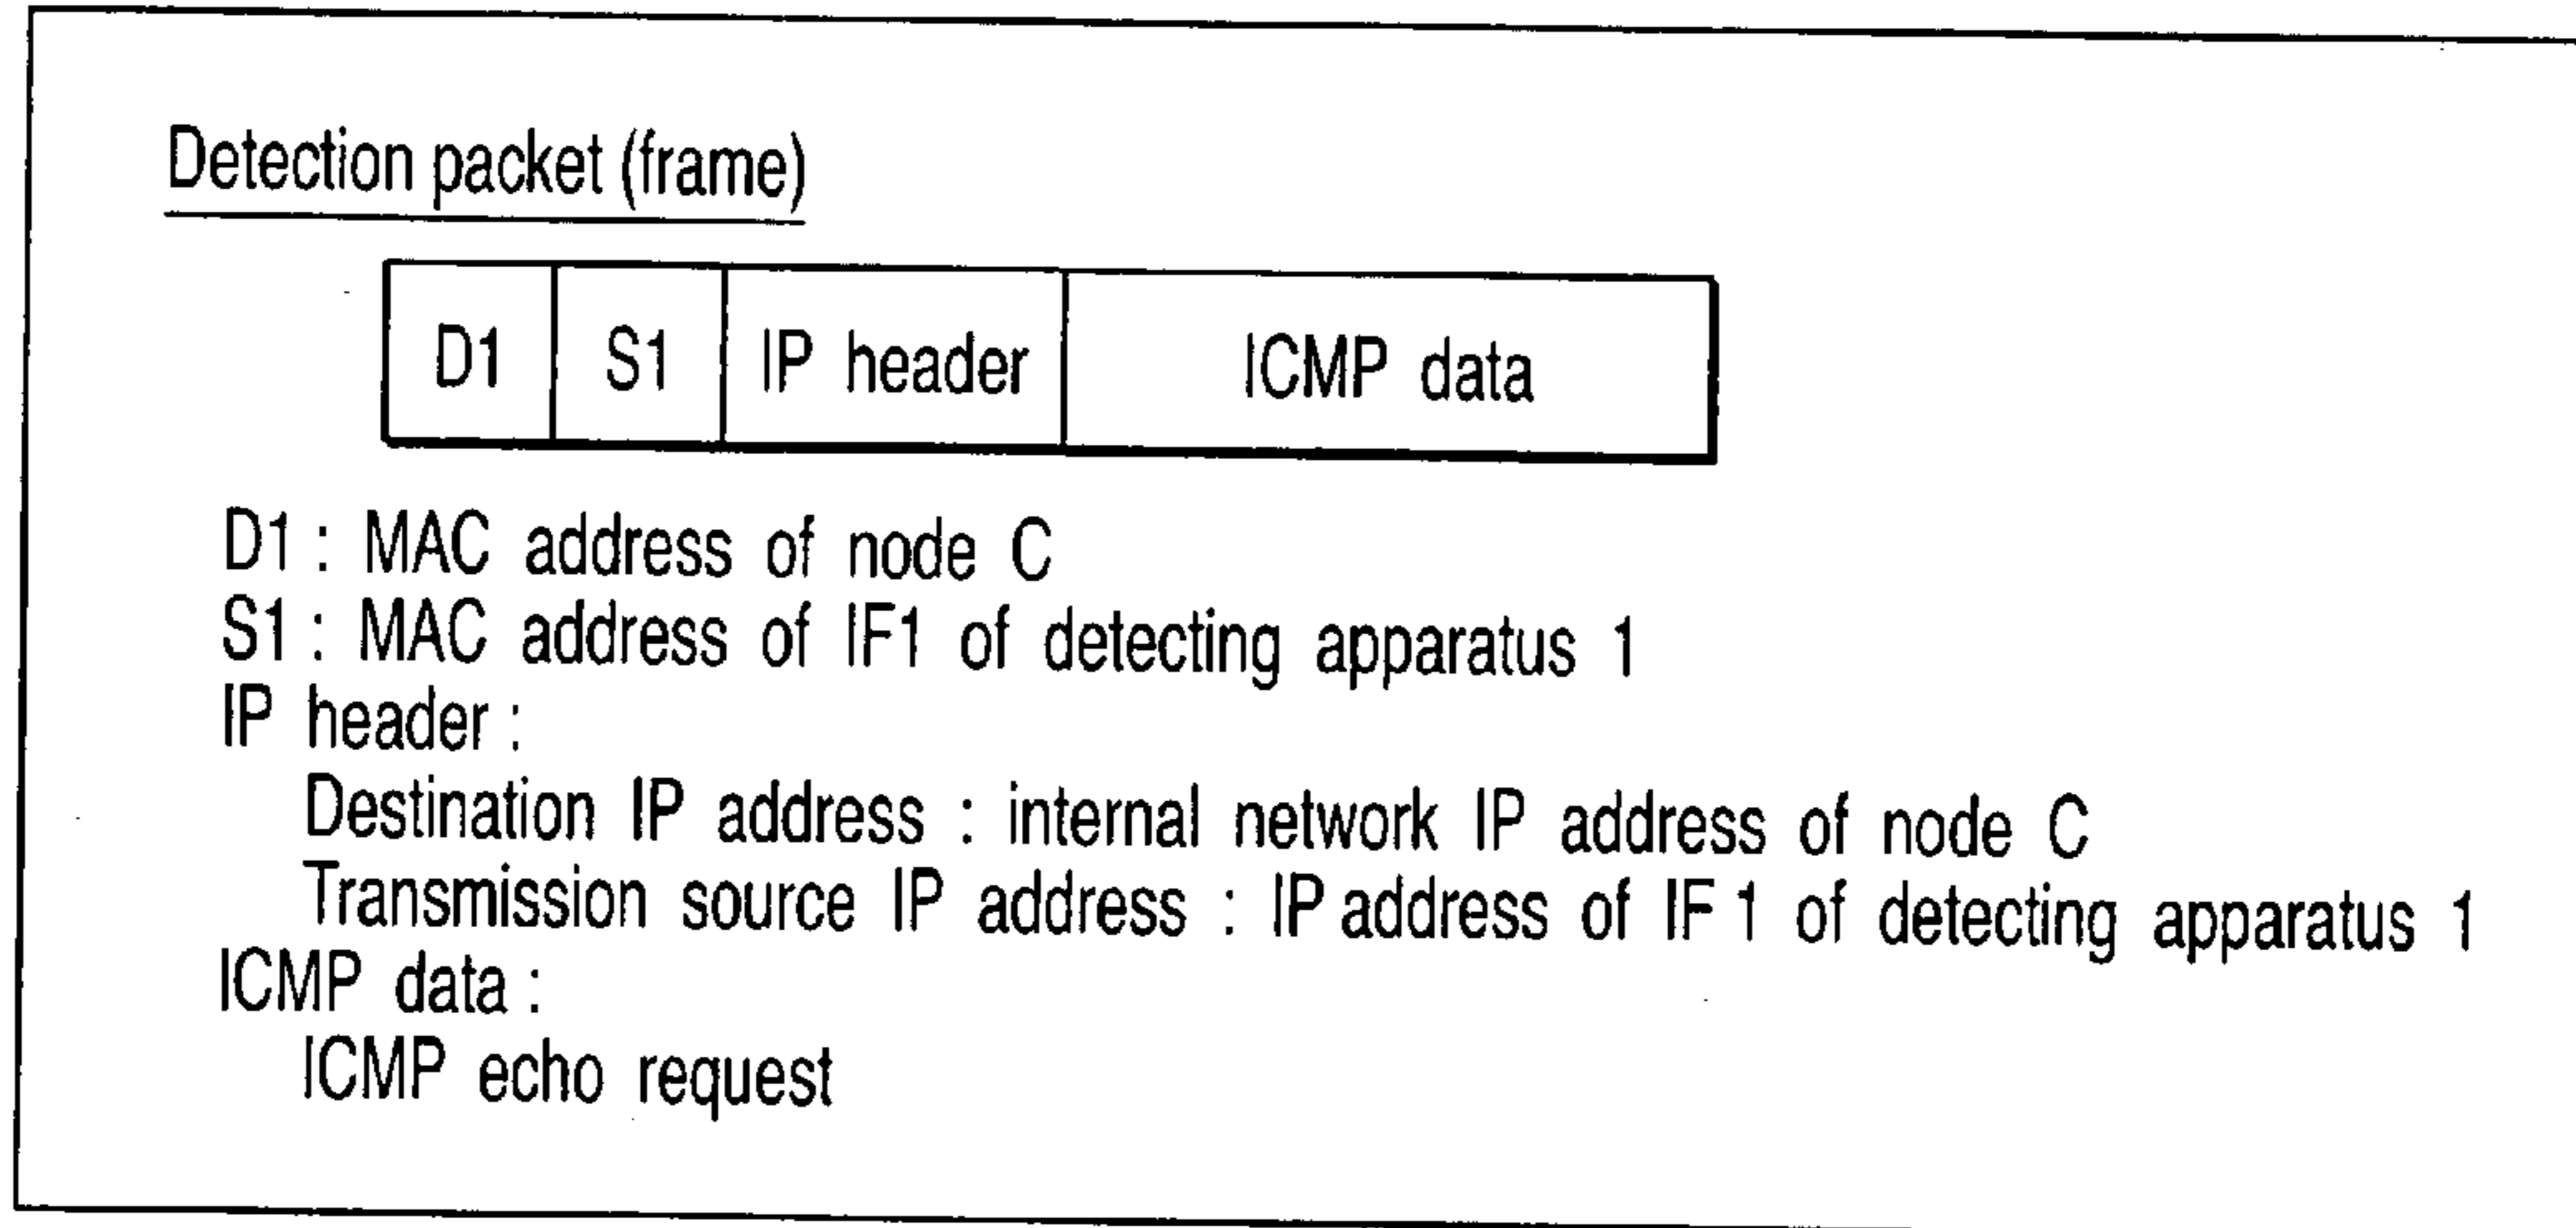 Detection packet (frame)
D1 S1 IP header ICMP data
D1 : MAC address of node C
S1 : MAC address of IF1 of detecting apparatus 1
IP header :
Destination IP address : internal network IP address of node C
Transmission source IP address : IP address of IF 1 of detecting apparatus 1
ICMP data :
ICMP echo request